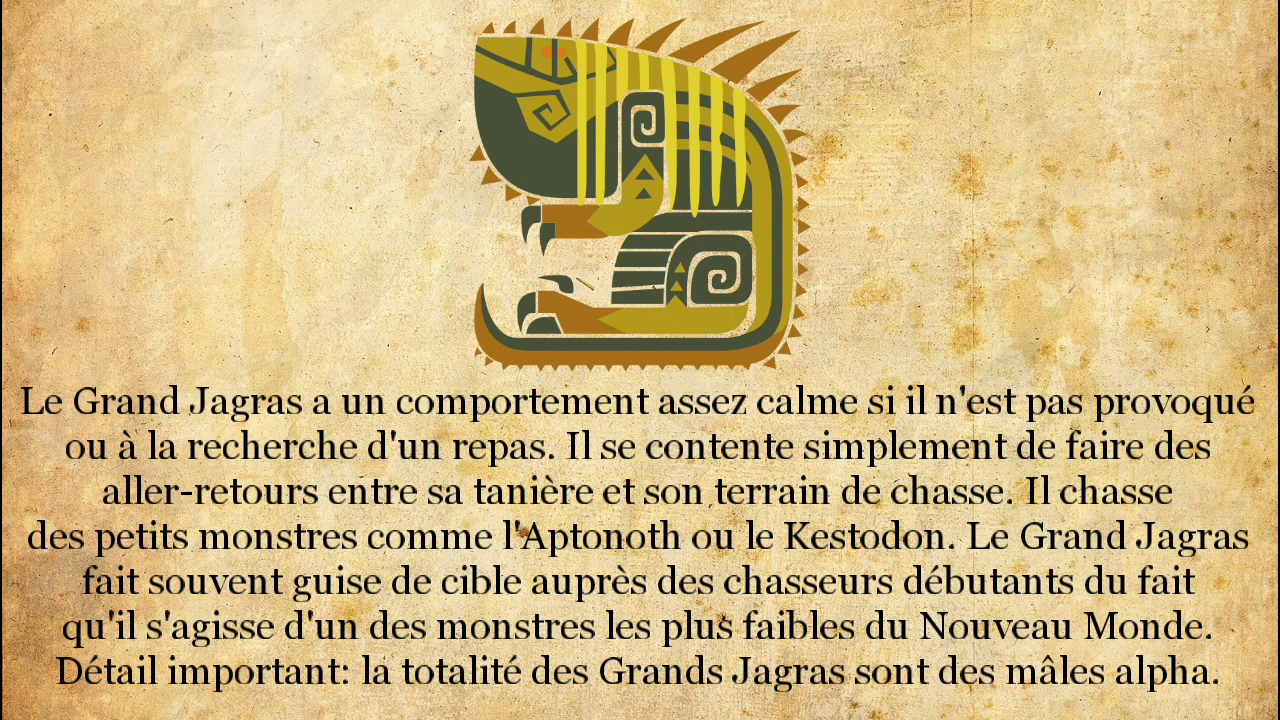 Le Grand Jagras a un comportement assez calme si il n'est pas provoqué
ou à la recherche d'un repas. Il se contente simplement de faire des
aller-retours entre sa tanière et son terrain de chasse. Il chasse
des petits monstres comme l'Aptonoth ou le Kestodon. Le Grand Jagras
fait souvent guise de cible auprès des chasseurs débutants du fait
qu'il s'agisse d'un des monstres les plus faibles du Nouveau Monde.
Détail important: la totalité des Grands Jagras sont des mâles alpha.